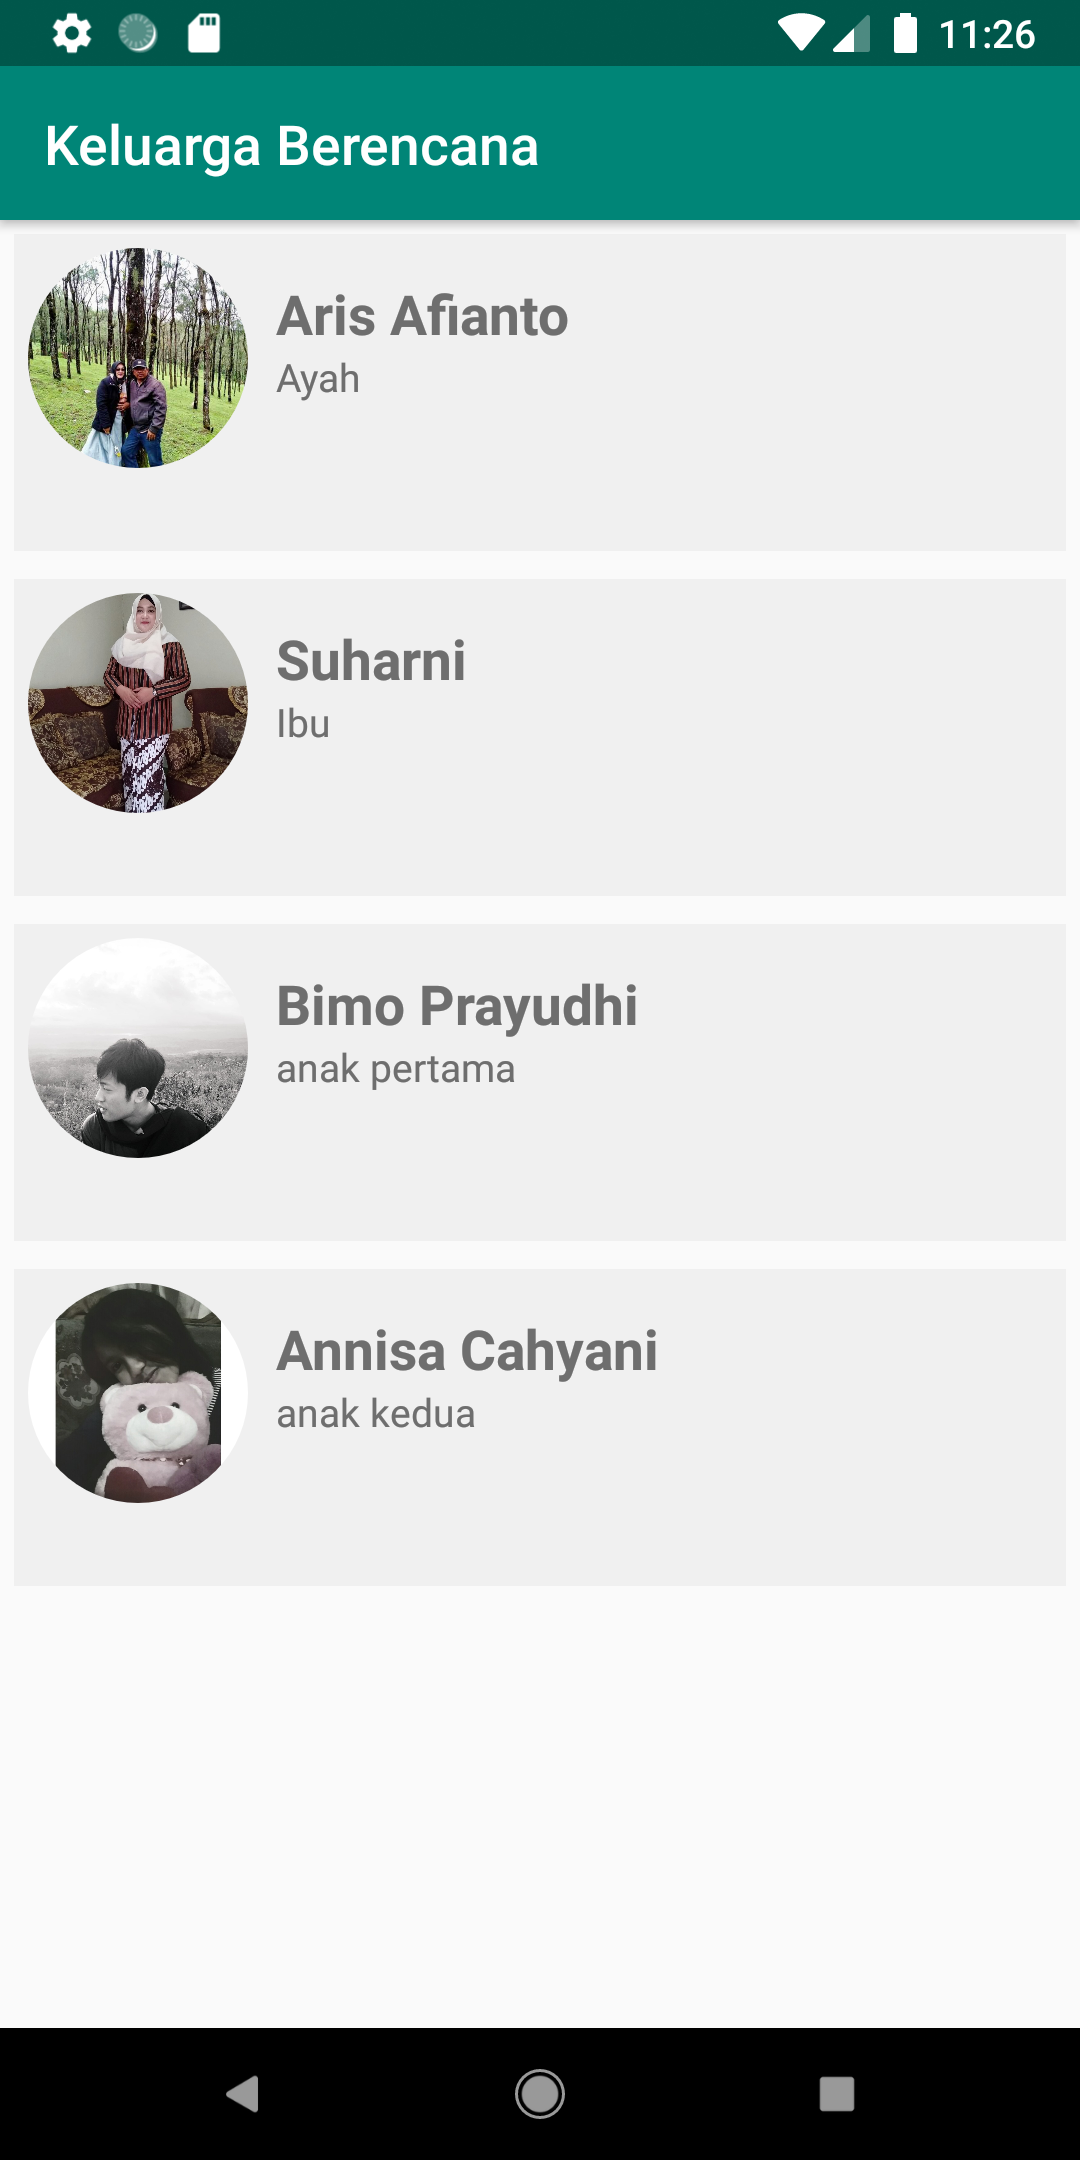 11:26
Keluarga Berencana
Aris Afianto
Ayah
Suharni
Ibu
Bimo Prayudhi
anak pertama
Annisa Cahyani
anak kedua